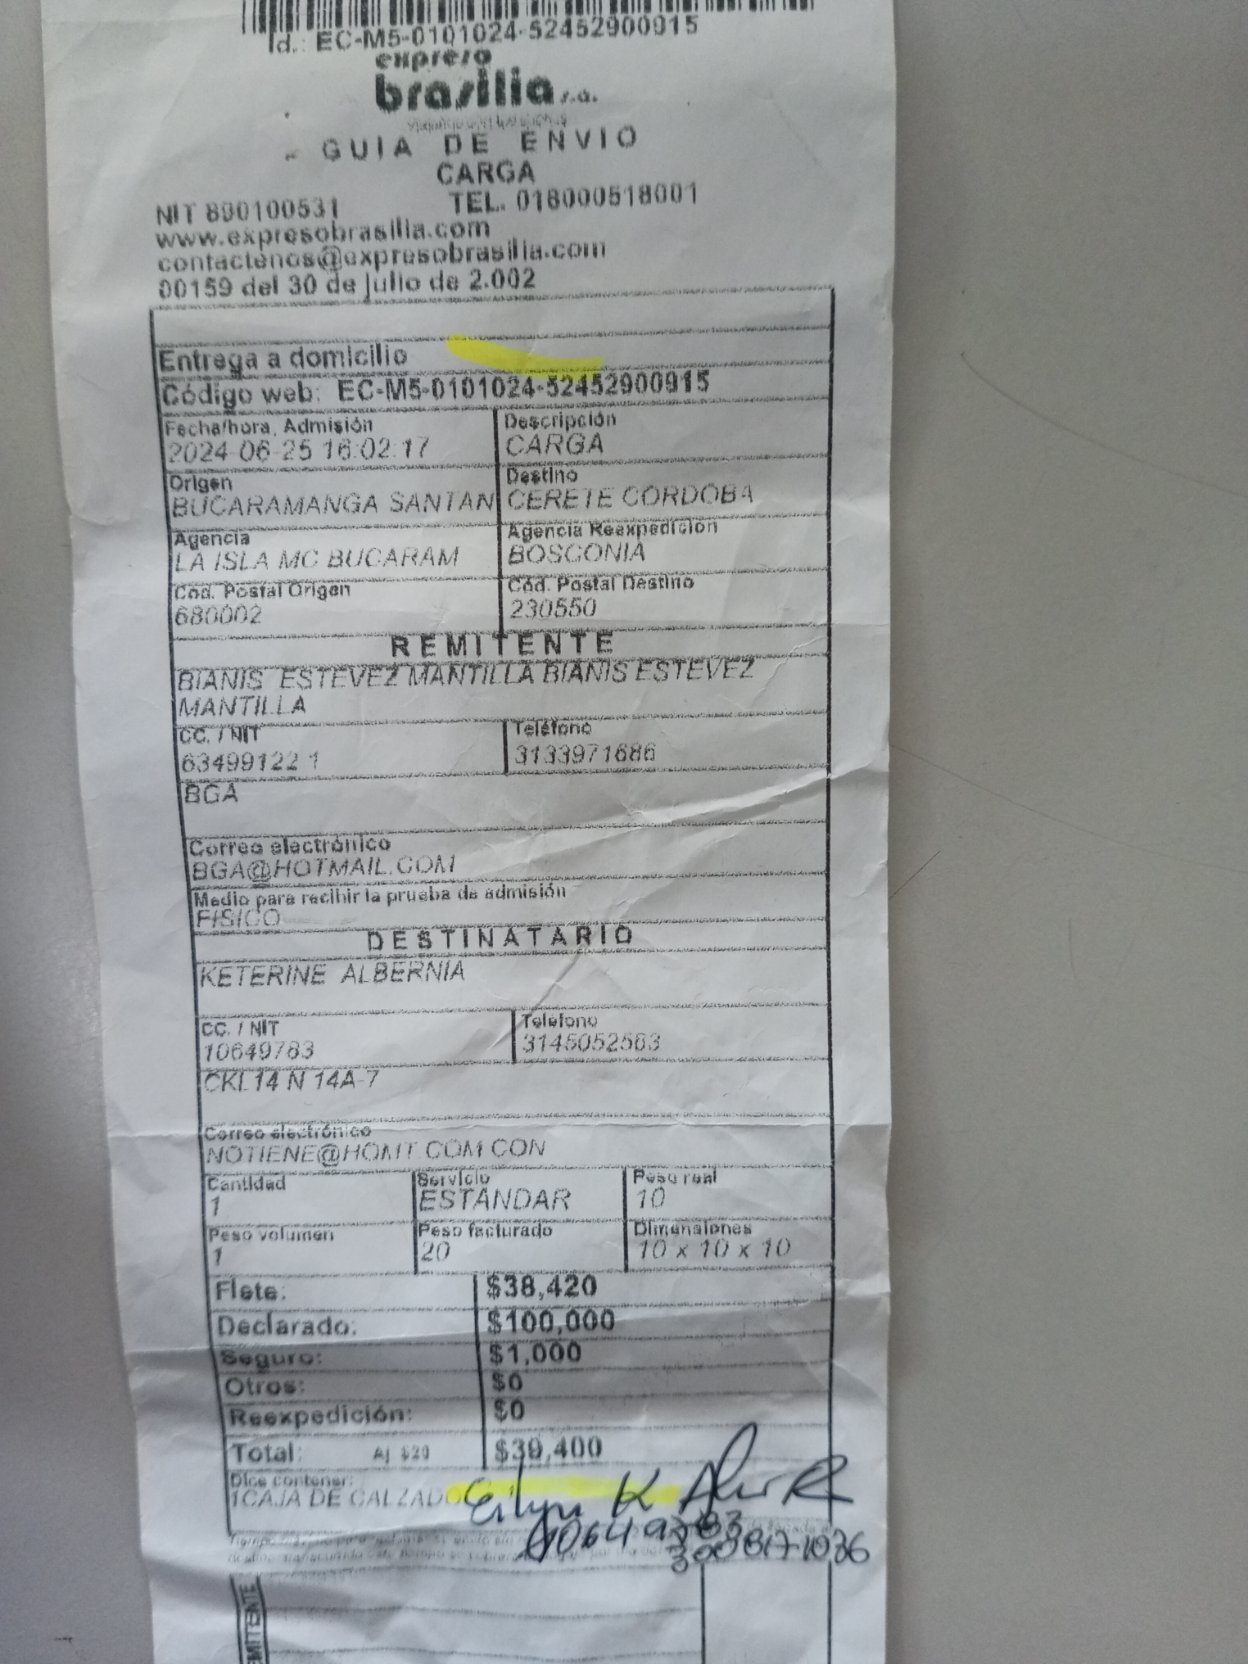 Id.: EC-M5-0101024-52452900915
expreso
brasilia s.a.
GUIA DE ENVIO
CARGA
NIT 890100531 TEL. 018000518001
www.expresobrasilia.com
contactenos@expresobrasilia.com
00159 del 30 de julio de 2.002
Entrega a domicilio
Código web: EC-M5-0101024-52452900915
Fecha/hora, Admisión Descripción
2024-06-25 16:02:17 CARGA
Origen Destino
BUCARAMANGA SANTAN CERETE CORDOBA
Agencia Agencia Reexpedición
LA ISLA MC BUCARAM BOSCONIA
Cód. Postal Origen Cód. Postal Destino
680002 230550
REMITENTE
BIANIS ESTEVEZ MANTILLA BIANIS ESTEVEZ
MANTILLA
CC. / NIT Teléfono
63499122 1 3133971686
BGA
Correo electrónico
BGA@HOTMAIL.COM
Medio para recibir la prueba de admisión
FISICO
DESTINATARIO
KETERINE ALBERNIA
CC. / NIT Teléfono
10649783 3145052563
CKL14 N 14A-7
Correo electrónico
NOTIENE@HOMT.COM.CON
Cantidad Servicio Peso real
1 ESTANDAR 10
Peso volumen Peso facturado Dimensiones
1 20 10 x 10 x 10
Flete: $38,420
Declarado: $100,000
Seguro: $1,000
Otros: $0
Reexpedición: $0
Total: Aj $20 $39,400
Dice contener:
1CAJA DE CALZADO
10649783
3008171036